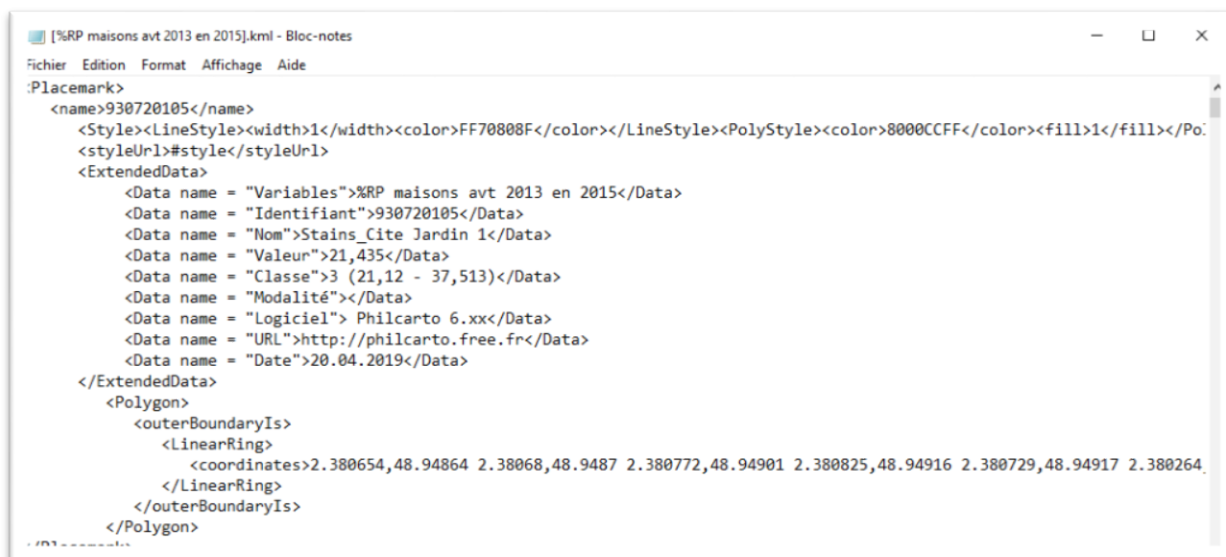 [%RP maisons avt 2013 en 2015].kml - Bloc-notes
Fichier Edition Format Affichage Aide
:Placemark>
<name>930720105</name>
<Style><LineStyle><width>1</width><color>FF70808F</color></LineStyle><PolyStyle><color>8000CCFF</color><fill>1</fill></Po
<styleUrl>#style</styleUrl>
<ExtendedData>
<Data name = "Variables">%RP maisons avt 2013 en 2015</Data>
<Data name = "Identifiant">930720105</Data>
<Data name = "Nom">Stains_Cite Jardin 1</Data>
<Data name = "Valeur">21,435</Data>
<Data name = "Classe">3 (21,12 - 37,513)</Data>
<Data name = "Modalité"></Data>
<Data name = "Logiciel"> Philcarto 6.xx</Data>
<Data name = "URL">http://philcarto.free.fr</Data>
<Data name = "Date">20.04.2019</Data>
</ExtendedData>
<Polygon>
<outerBoundaryIs>
<LinearRing>
<coordinates>2.380654,48.94864 2.38068,48.9487 2.380772,48.94901 2.380825,48.94916 2.380729,48.94917 2.380264,
</LinearRing>
</outerBoundaryIs>
</Polygon>